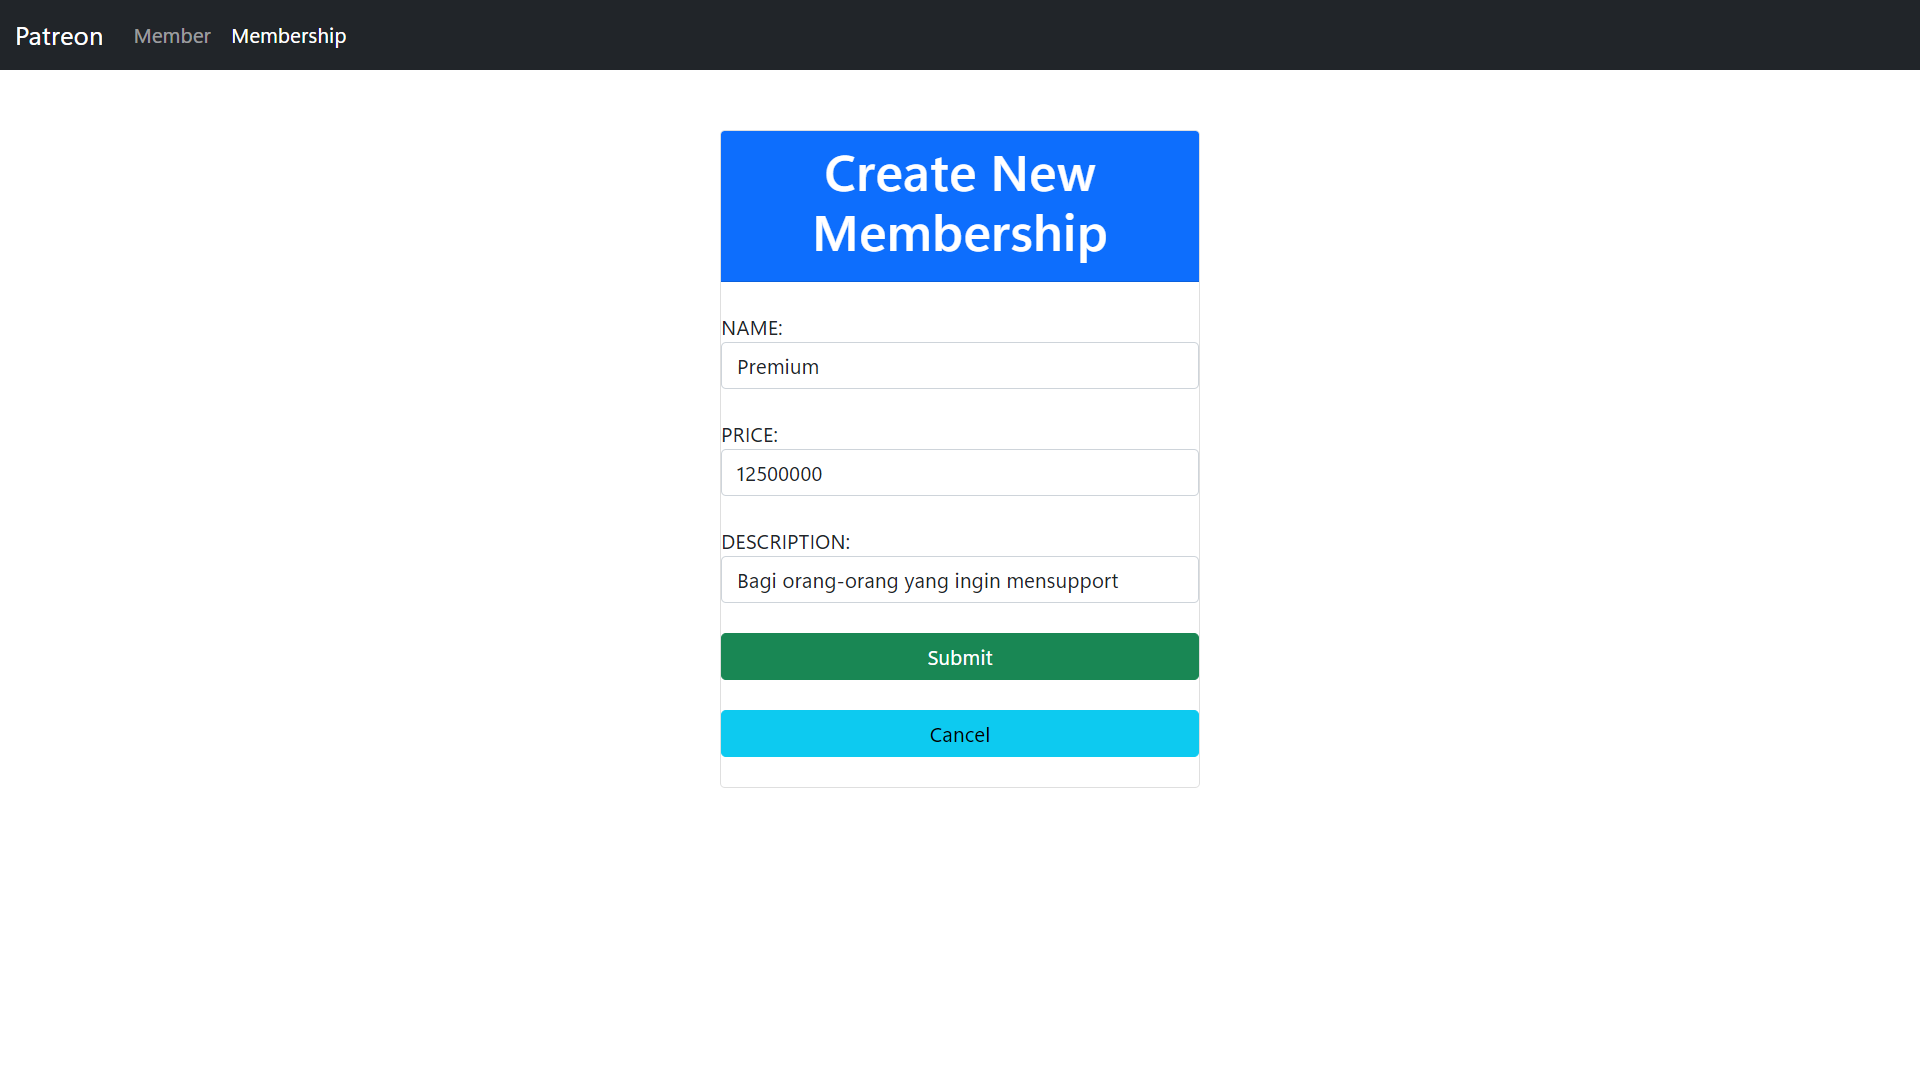 Patreon Member Membership
Create New
Membership
NAME:
Premium
PRICE:
12500000
DESCRIPTION:
Bagi orang-orang yang ingin mensupport
Submit
Cancel